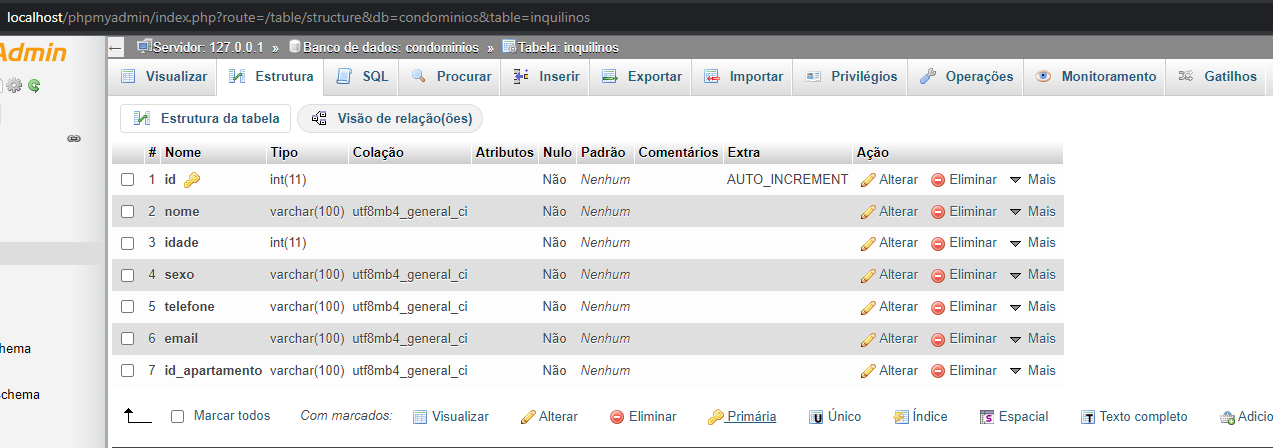 localhost/phpmyadmin/index.php?route=/table/structure&db=condominios&table=inquilinos
Admin
Servidor: 127.0.0.1 » Banco de dados: condominios » Tabela: inquilinos
Visualizar Estrutura SQL Procurar Inserir Exportar Importar Privilégios Operações Monitoramento Gatilhos
Estrutura da tabela Visão de relação(ões)
# Nome Tipo Colação Atributos Nulo Padrão Comentários Extra Ação
1 id int(11) Não Nenhum AUTO_INCREMENT Alterar Eliminar Mais
2 nome varchar(100) utf8mb4_general_ci Não Nenhum Alterar Eliminar Mais
3 idade int(11) Não Nenhum Alterar Eliminar Mais
4 sexo varchar(100) utf8mb4_general_ci Não Nenhum Alterar Eliminar Mais
5 telefone varchar(100) utf8mb4_general_ci Não Nenhum Alterar Eliminar Mais
6 email varchar(100) utf8mb4_general_ci Não Nenhum Alterar Eliminar Mais
hema
7 id_apartamento varchar(100) utf8mb4_general_ci Não Nenhum Alterar Eliminar Mais
schema
Marcar todos Com marcados: Visualizar Alterar Eliminar Primária Único Índice Espacial Texto completo Adicio